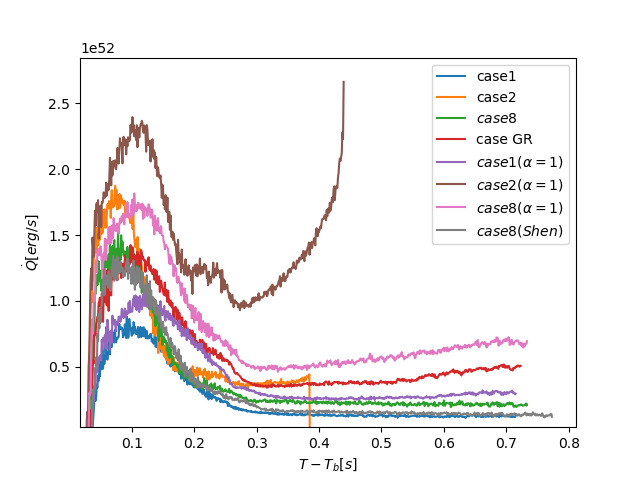 1e52
2.5
2.0
1.5
1.0
0.5
Q̇[erg/s]
0.1 0.2 0.3 0.4 0.5 0.6 0.7 0.8
T − T_b[s]
case1
case2
case8
case GR
case1(α = 1)
case2(α = 1)
case8(α = 1)
case8(Shen)